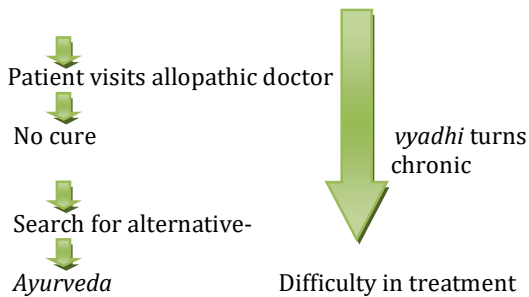 Patient visits allopathic doctor
No cure
vyadhi turns
chronic
Search for alternative-
Ayurveda
Difficulty in treatment